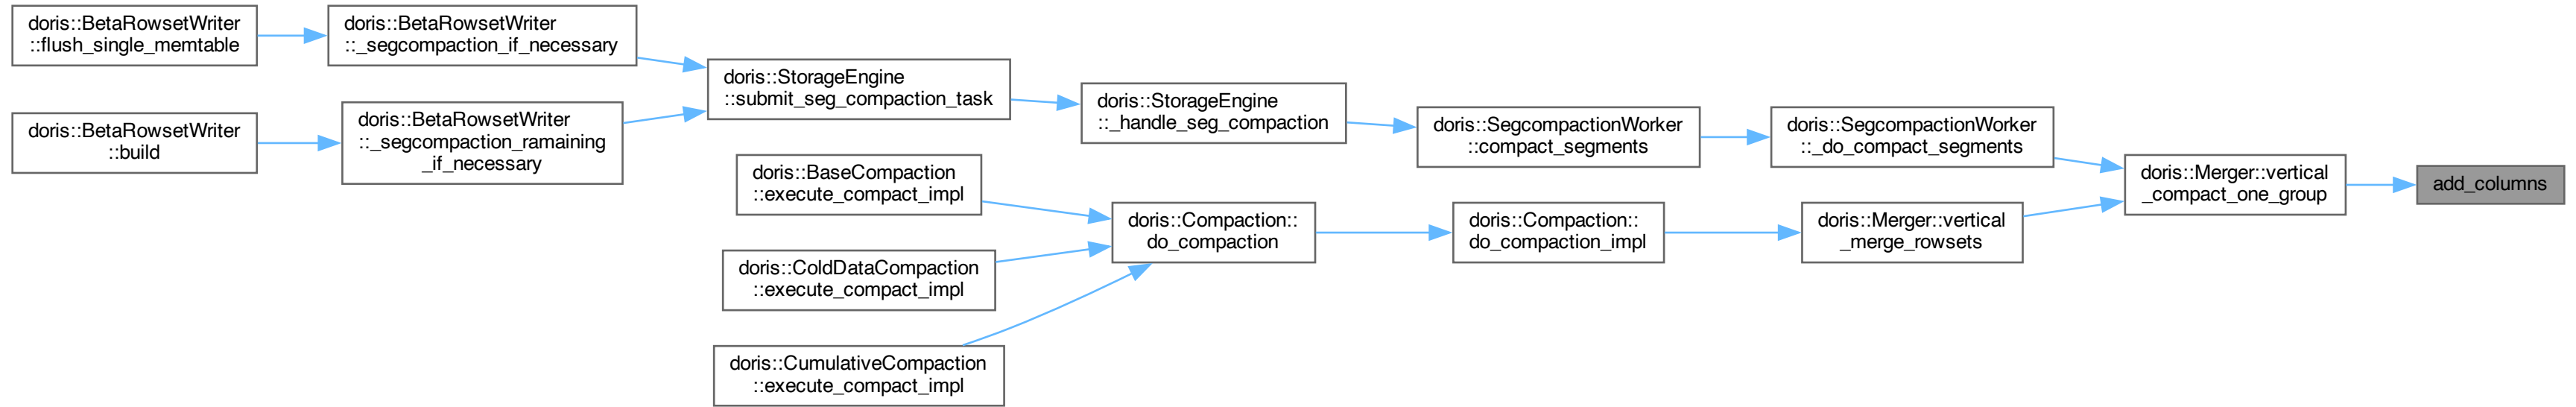 doris::BetaRowsetWriter
::flush_single_memtable
doris::BetaRowsetWriter
::_segcompaction_if_necessary
doris::BetaRowsetWriter
::build
doris::BetaRowsetWriter
::_segcompaction_ramaining
_if_necessary
doris::StorageEngine
::submit_seg_compaction_task
doris::StorageEngine
::_handle_seg_compaction
doris::SegcompactionWorker
::compact_segments
doris::SegcompactionWorker
::_do_compact_segments
doris::BaseCompaction
::execute_compact_impl
doris::ColdDataCompaction
::execute_compact_impl
doris::CumulativeCompaction
::execute_compact_impl
doris::Compaction::
do_compaction
doris::Compaction::
do_compaction_impl
doris::Merger::vertical
_merge_rowsets
doris::Merger::vertical
_compact_one_group
add_columns